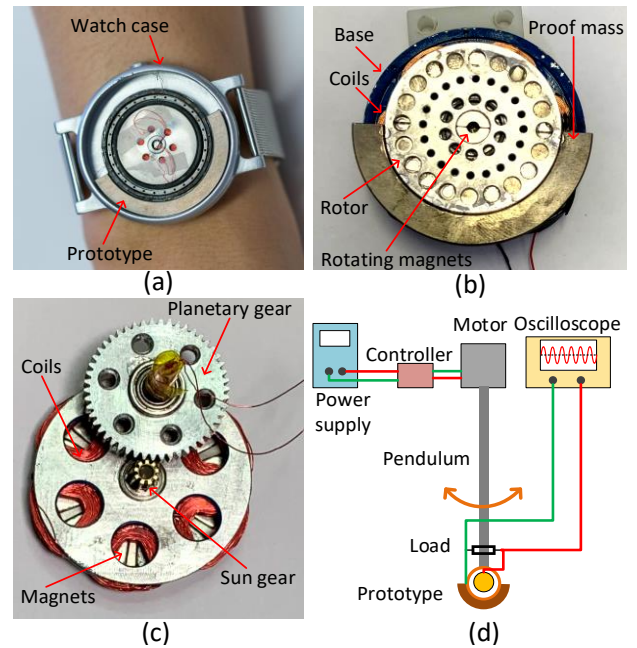 Watch case
Prototype
(a)
Base
Coils
Proof mass
Rotor
Rotating magnets
(b)
Planetary gear
Coils
Sun gear
Magnets
(c)
Motor
Oscilloscope
Controller
Power
supply
Pendulum
Load
Prototype
(d)